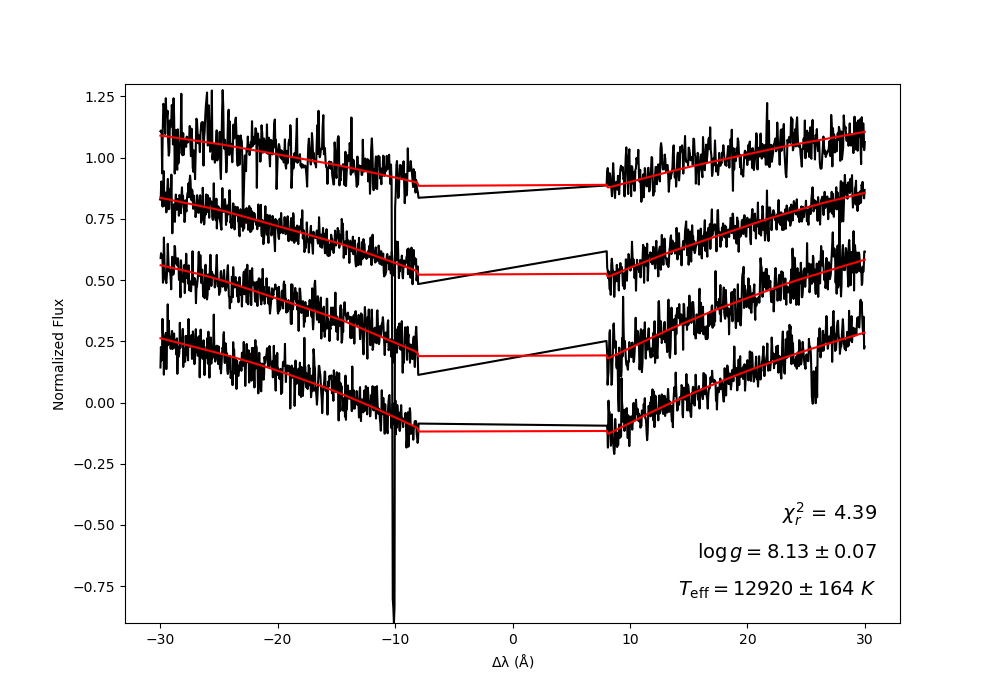 1.25
1.00
0.75
0.50
0.25
0.00
−0.25
−0.50
−0.75
Normalized Flux
χ²ᵣ = 4.39
log g = 8.13 ± 0.07
T_eff = 12920 ± 164 K
−30 −20 −10 0 10 20 30
Δλ (Å)